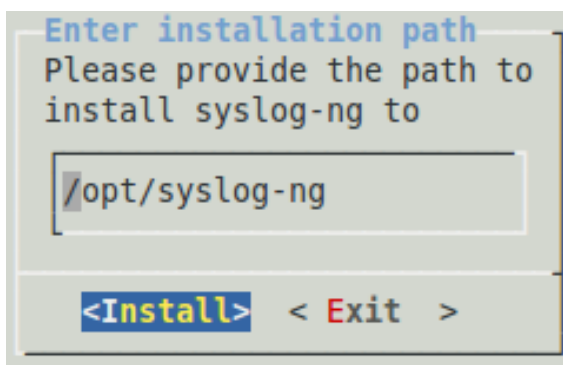 Enter installation path
Please provide the path to
install syslog-ng to
/opt/syslog-ng
<Install> < Exit >